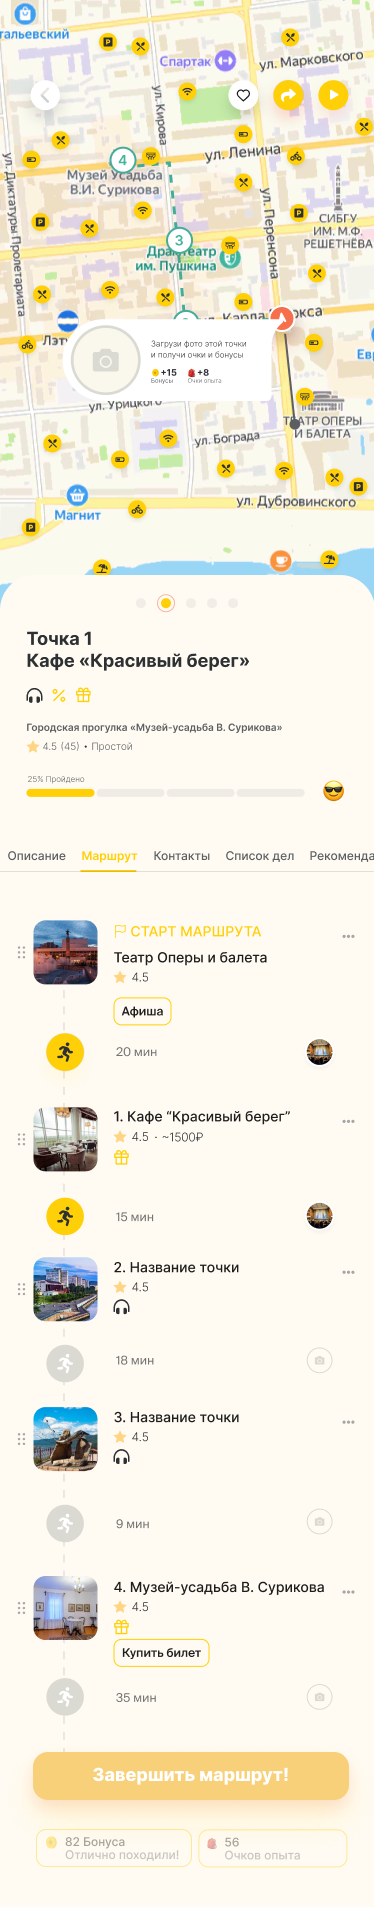 тальевский
Спартак
ул. Марковского
ул. Кирова
ул. Ленина
4
Музей Усадьба
В.И. Сурикова
ул. Диктатуры Пролетариата
ул. Перенсона
СИБГУ
ИМ. М.Ф.
РЕШЕТНЁВА
3
Драмтеатр
им. Пушкина
Загрузи фото этой точки
и получи очки и бонусы
+15
Бонусы
+8
Очки опыта
ул. Урицкого
ТЕАТР ОПЕРЫ
И БАЛЕТА
ул. Бограда
ул. Дубровинского
Магнит
Точка 1
Кафе «Красивый берег»
Городская прогулка «Музей-усадьба В. Сурикова»
4.5 (45) • Простой
25% Пройдено
Описание Маршрут Контакты Список дел Рекоменда
СТАРТ МАРШРУТА
Театр Оперы и балета
4.5
Афиша
20 мин
1. Кафе “Красивый берег”
4.5 · ~1500₽
15 мин
2. Название точки
4.5
18 мин
3. Название точки
4.5
9 мин
4. Музей-усадьба В. Сурикова
4.5
Купить билет
35 мин
Завершить маршрут!
82 Бонуса
Отлично походили!
56
Очков опыта